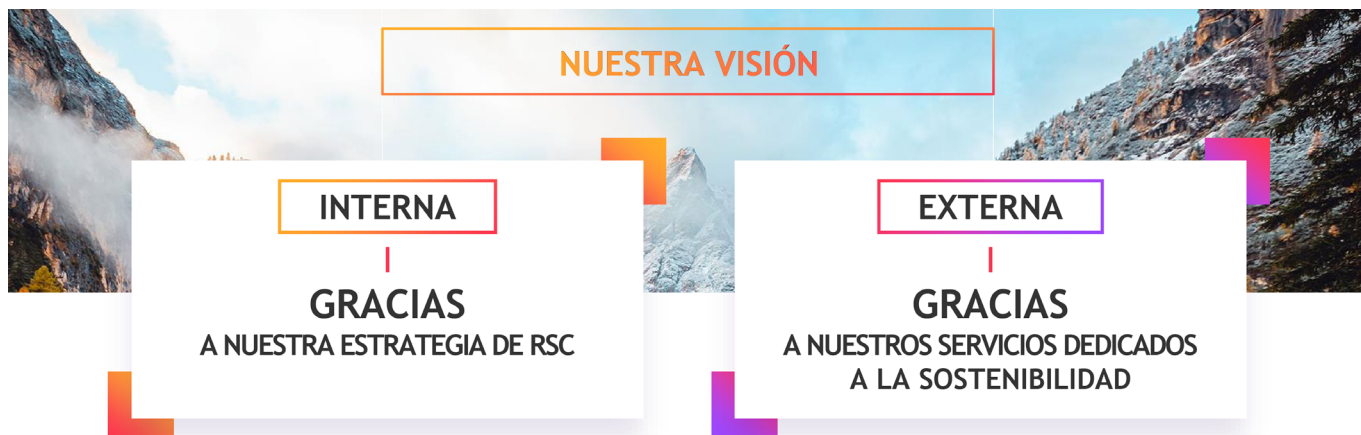 NUESTRA VISIÓN
INTERNA
GRACIAS
A NUESTRA ESTRATEGIA DE RSC
EXTERNA
GRACIAS
A NUESTROS SERVICIOS DEDICADOS
A LA SOSTENIBILIDAD